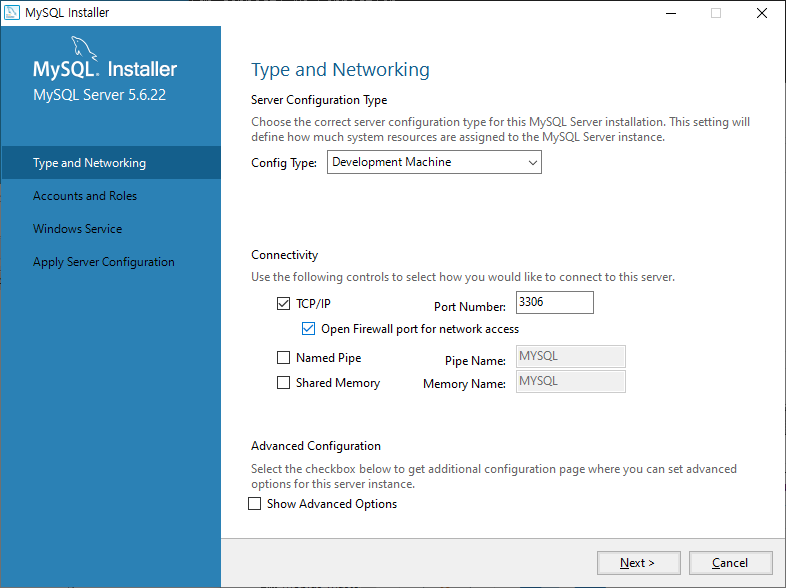 MySQL Installer
MySQL. Installer
MySQL Server 5.6.22
Type and Networking
Accounts and Roles
Windows Service
Apply Server Configuration
Type and Networking
Server Configuration Type
Choose the correct server configuration type for this MySQL Server installation. This setting will
define how much system resources are assigned to the MySQL Server instance.
Config Type: Development Machine
Connectivity
Use the following controls to select how you would like to connect to this server.
TCP/IP Port Number: 3306
Open Firewall port for network access
Named Pipe Pipe Name: MYSQL
Shared Memory Memory Name: MYSQL
Advanced Configuration
Select the checkbox below to get additional configuration page where you can set advanced
options for this server instance.
Show Advanced Options
Next > Cancel